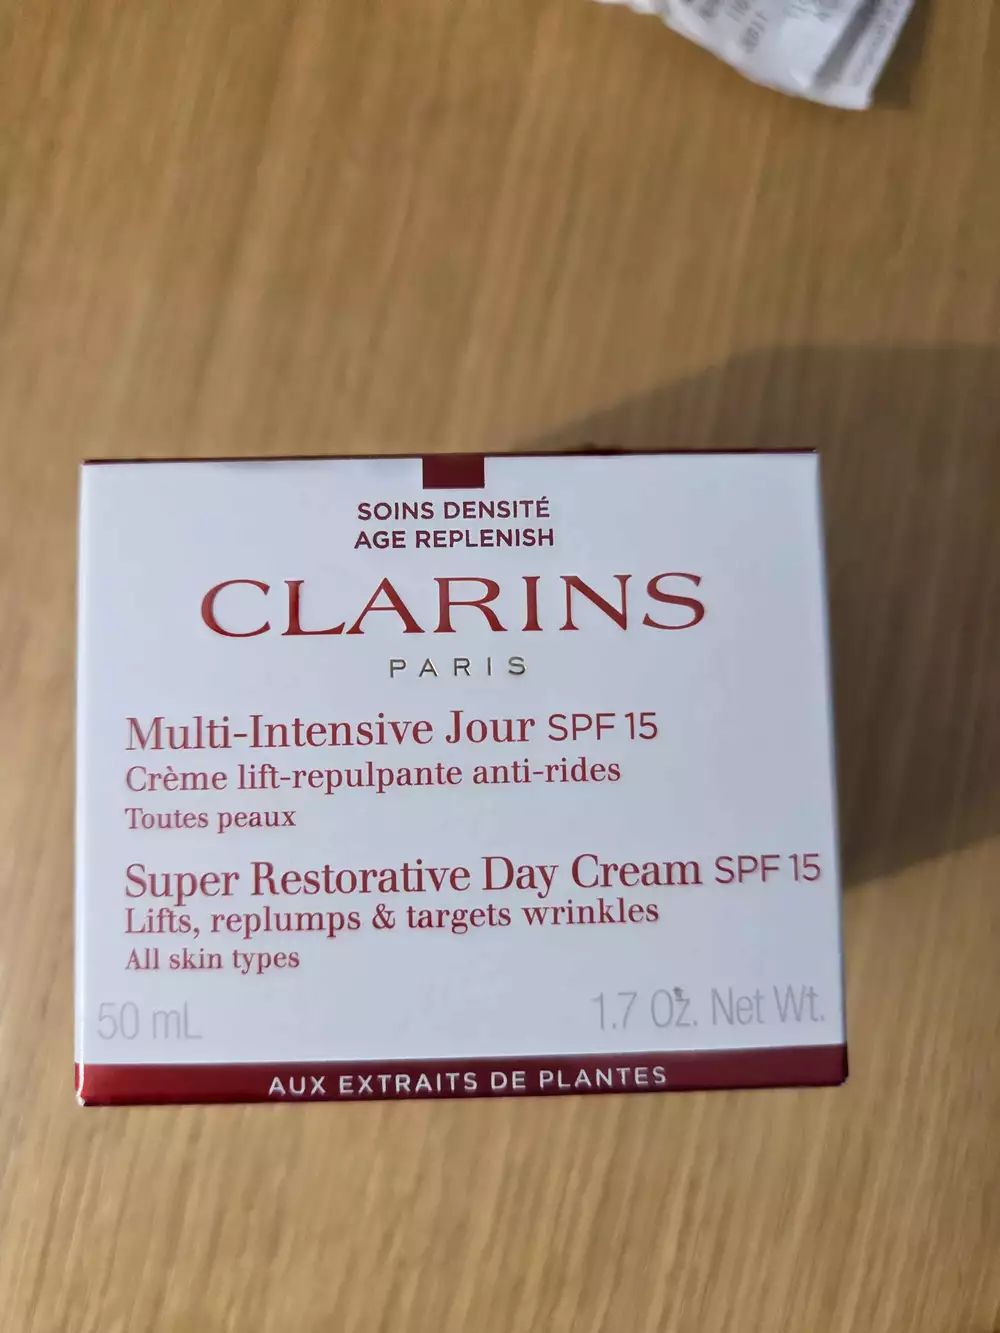 SOINS DENSITÉ
AGE REPLENISH
CLARINS
PARIS
Multi-Intensive Jour SPF 15
Crème lift-repulpante anti-rides
Toutes peaux
Super Restorative Day Cream SPF 15
Lifts, replumps & targets wrinkles
All skin types
50 mL 1.7 Oz. Net Wt.
AUX EXTRAITS DE PLANTES